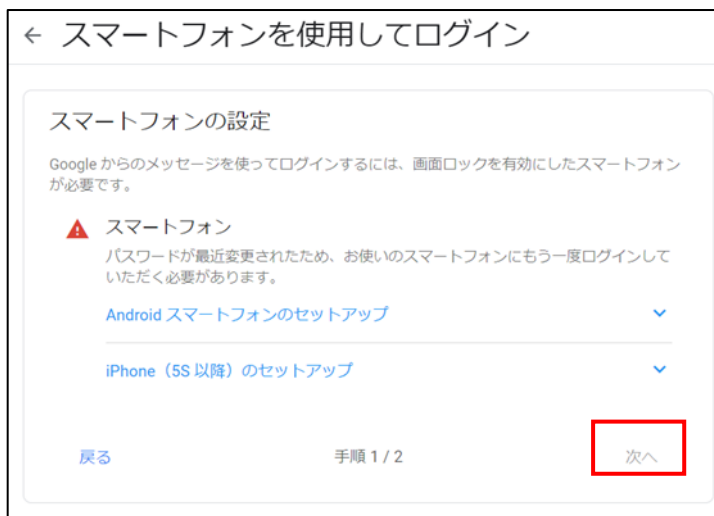 ← スマートフォンを使用してログイン
スマートフォンの設定
Google からのメッセージを使ってログインするには、画面ロックを有効にしたスマートフォン
が必要です。
スマートフォン
パスワードが最近変更されたため、お使いのスマートフォンにもう一度ログインして
いただく必要があります。
Android スマートフォンのセットアップ
iPhone（5S 以降）のセットアップ
戻る 手順 1 / 2 次へ